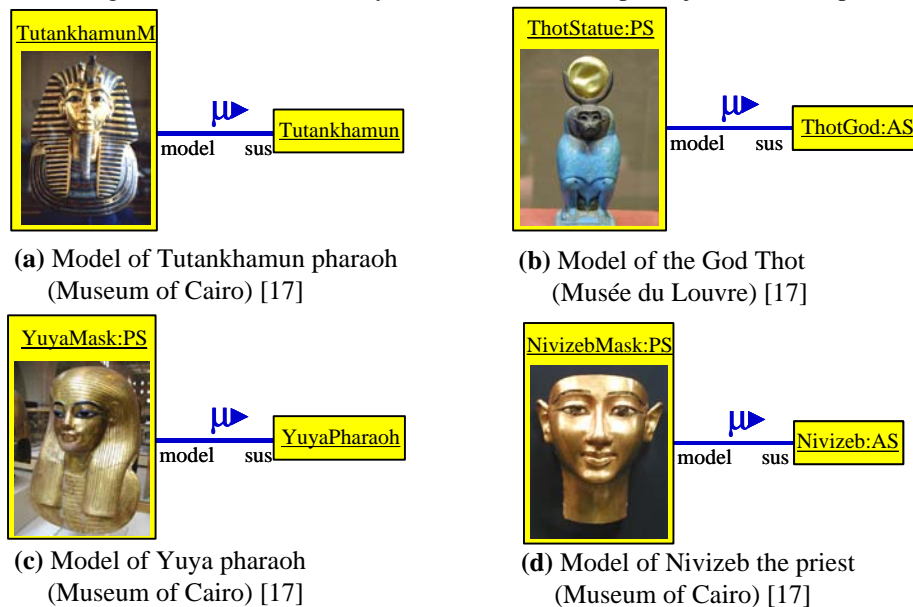 TutankhamunM
μ
model sus
Tutankhamun
ThotStatue:PS
μ
model sus
ThotGod:AS
(a) Model of Tutankhamun pharaoh
(Museum of Cairo) [17]
(b) Model of the God Thot
(Musée du Louvre) [17]
YuyaMask:PS
μ
model sus
YuyaPharaoh
NivizebMask:PS
μ
model sus
Nivizeb:AS
(c) Model of Yuya pharaoh
(Museum of Cairo) [17]
(d) Model of Nivizeb the priest
(Museum of Cairo) [17]